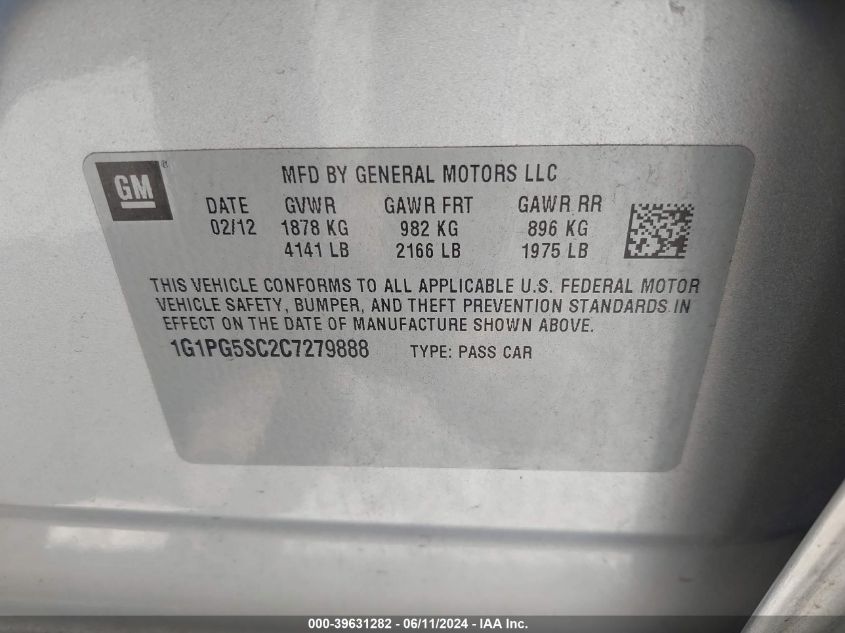 GM ®
MFD BY GENERAL MOTORS LLC
DATE GVWR GAWR FRT GAWR RR
02/12 1878 KG 982 KG 896 KG
4141 LB 2166 LB 1975 LB
THIS VEHICLE CONFORMS TO ALL APPLICABLE U.S. FEDERAL MOTOR
VEHICLE SAFETY, BUMPER, AND THEFT PREVENTION STANDARDS IN
EFFECT ON THE DATE OF MANUFACTURE SHOWN ABOVE.
1G1PG5SC2C7279888 TYPE: PASS CAR
000-39631282 - 06/11/2024 - IAA Inc.